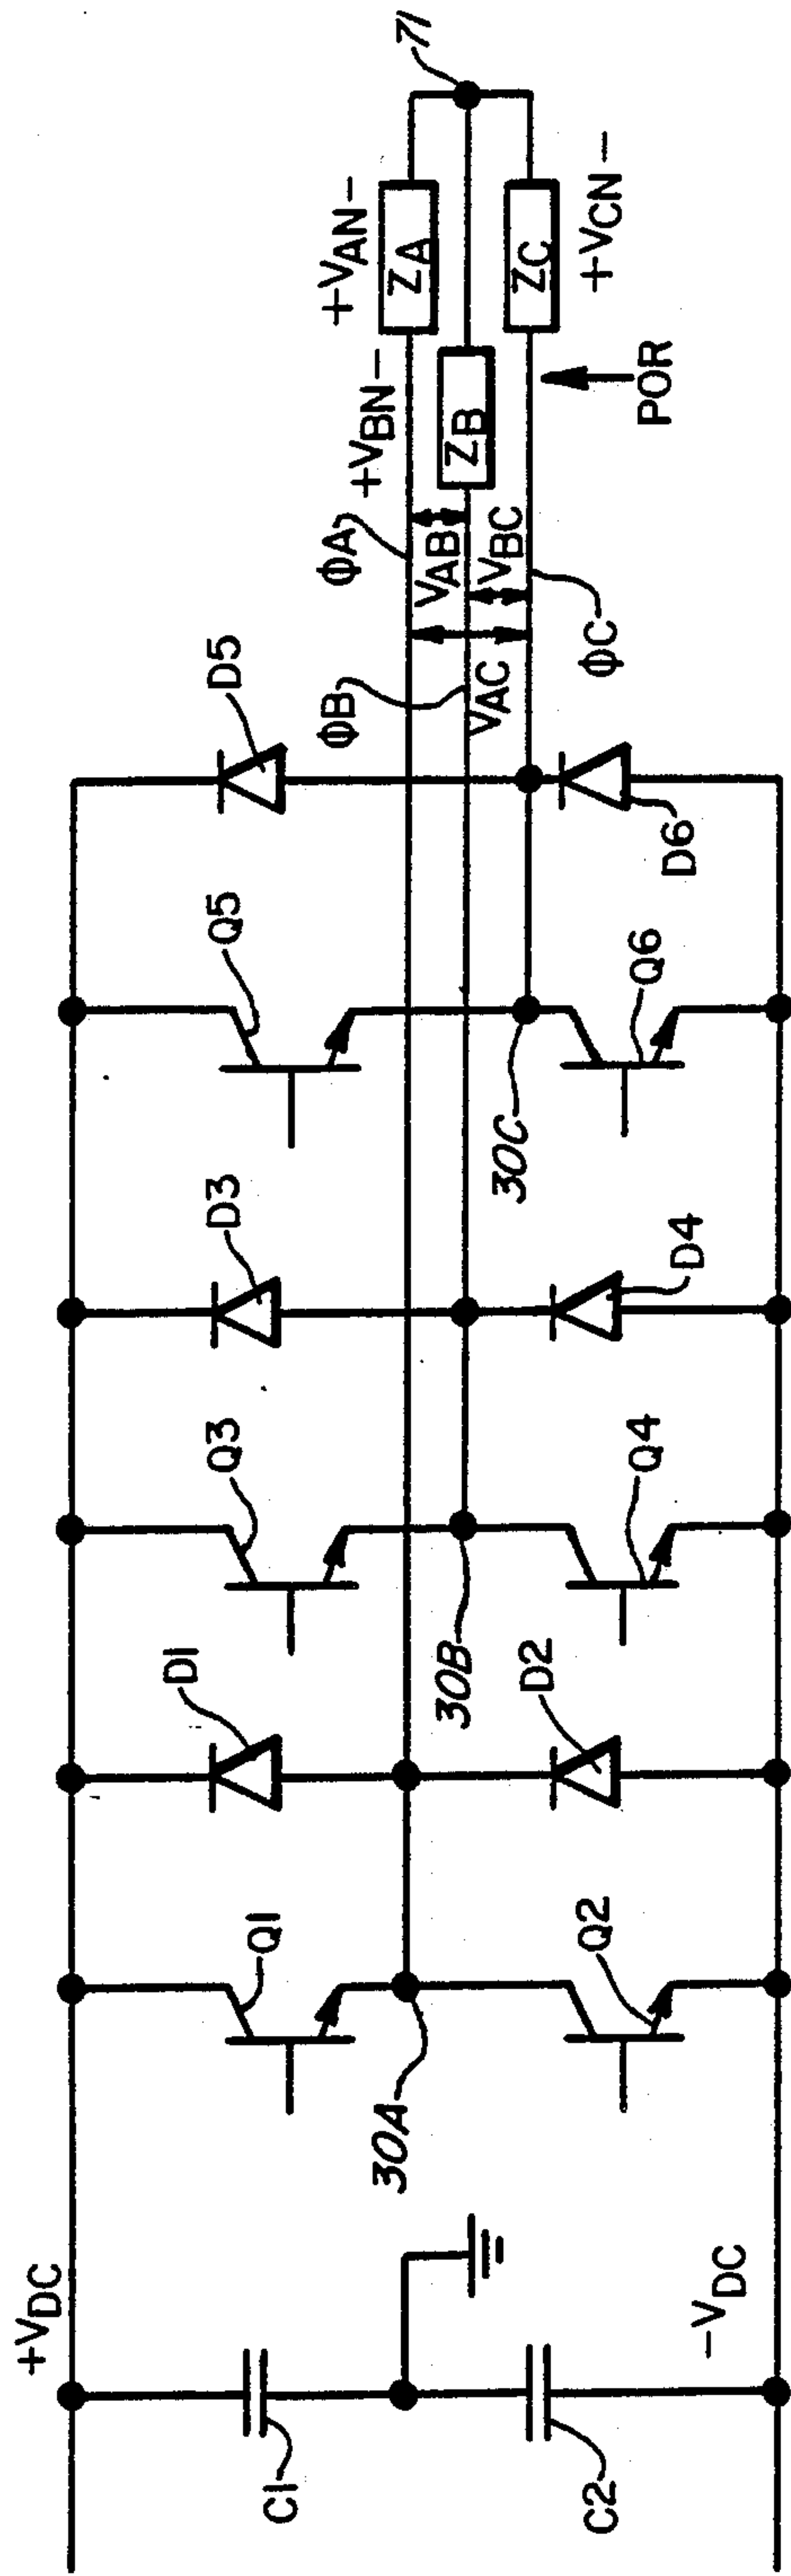 +VDC
C1
C2
-VDC
Q1
30A
Q2
D1
D2
Q3
30B
Q4
D3
D4
Q5
30C
Q6
D5
D6
ΦA
ΦB
ΦC
VAB
VBC
VAC
+VAN-
ZA
+VBN-
ZB
ZC
+VCN-
POR
71